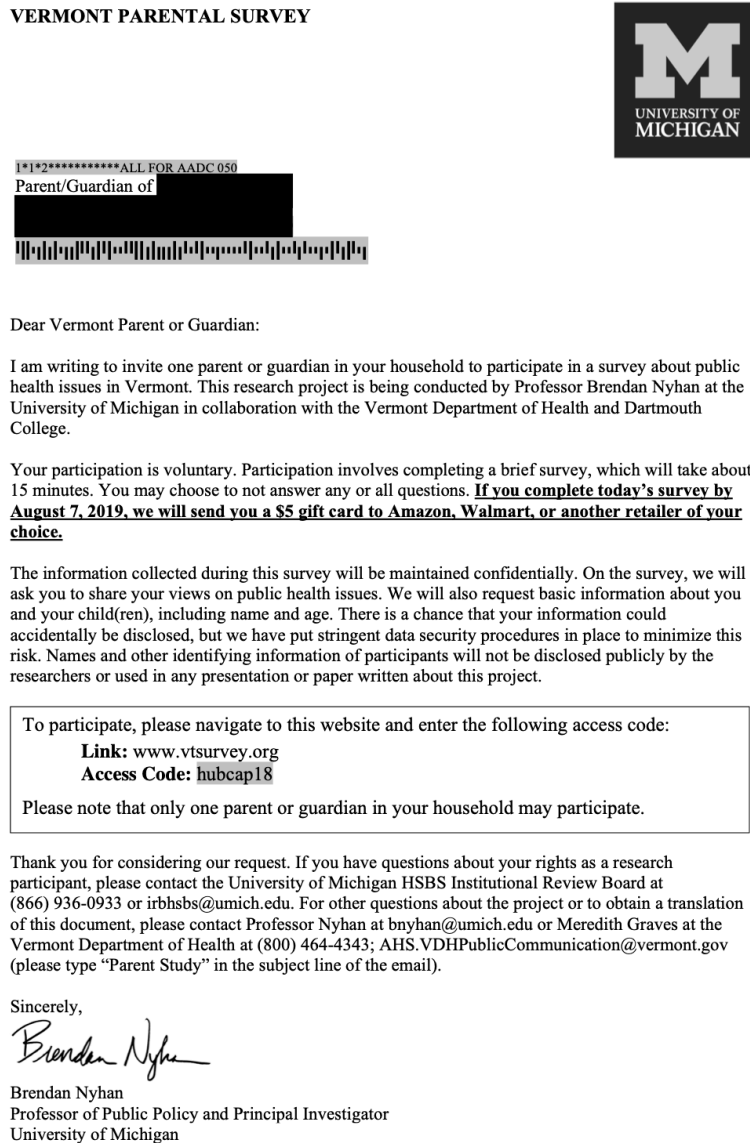 VERMONT PARENTAL SURVEY
M
UNIVERSITY OF
MICHIGAN
1*1*2***********ALL FOR AADC 050
Parent/Guardian of
Dear Vermont Parent or Guardian:
I am writing to invite one parent or guardian in your household to participate in a survey about public
health issues in Vermont. This research project is being conducted by Professor Brendan Nyhan at the
University of Michigan in collaboration with the Vermont Department of Health and Dartmouth
College.
Your participation is voluntary. Participation involves completing a brief survey, which will take about
15 minutes. You may choose to not answer any or all questions. If you complete today’s survey by
August 7, 2019, we will send you a $5 gift card to Amazon, Walmart, or another retailer of your
choice.
The information collected during this survey will be maintained confidentially. On the survey, we will
ask you to share your views on public health issues. We will also request basic information about you
and your child(ren), including name and age. There is a chance that your information could
accidentally be disclosed, but we have put stringent data security procedures in place to minimize this
risk. Names and other identifying information of participants will not be disclosed publicly by the
researchers or used in any presentation or paper written about this project.
To participate, please navigate to this website and enter the following access code:
Link: www.vtsurvey.org
Access Code: hubcap18
Please note that only one parent or guardian in your household may participate.
Thank you for considering our request. If you have questions about your rights as a research
participant, please contact the University of Michigan HSBS Institutional Review Board at
(866) 936-0933 or irbhsbs@umich.edu. For other questions about the project or to obtain a translation
of this document, please contact Professor Nyhan at bnyhan@umich.edu or Meredith Graves at the
Vermont Department of Health at (800) 464-4343; AHS.VDHPublicCommunication@vermont.gov
(please type “Parent Study” in the subject line of the email).
Sincerely,
Brendan Nyhan
Brendan Nyhan
Professor of Public Policy and Principal Investigator
University of Michigan